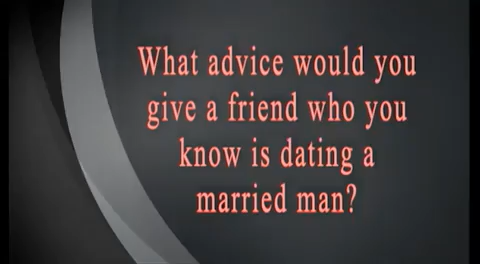 What advice would you
give a friend who you
know is dating a
married man?